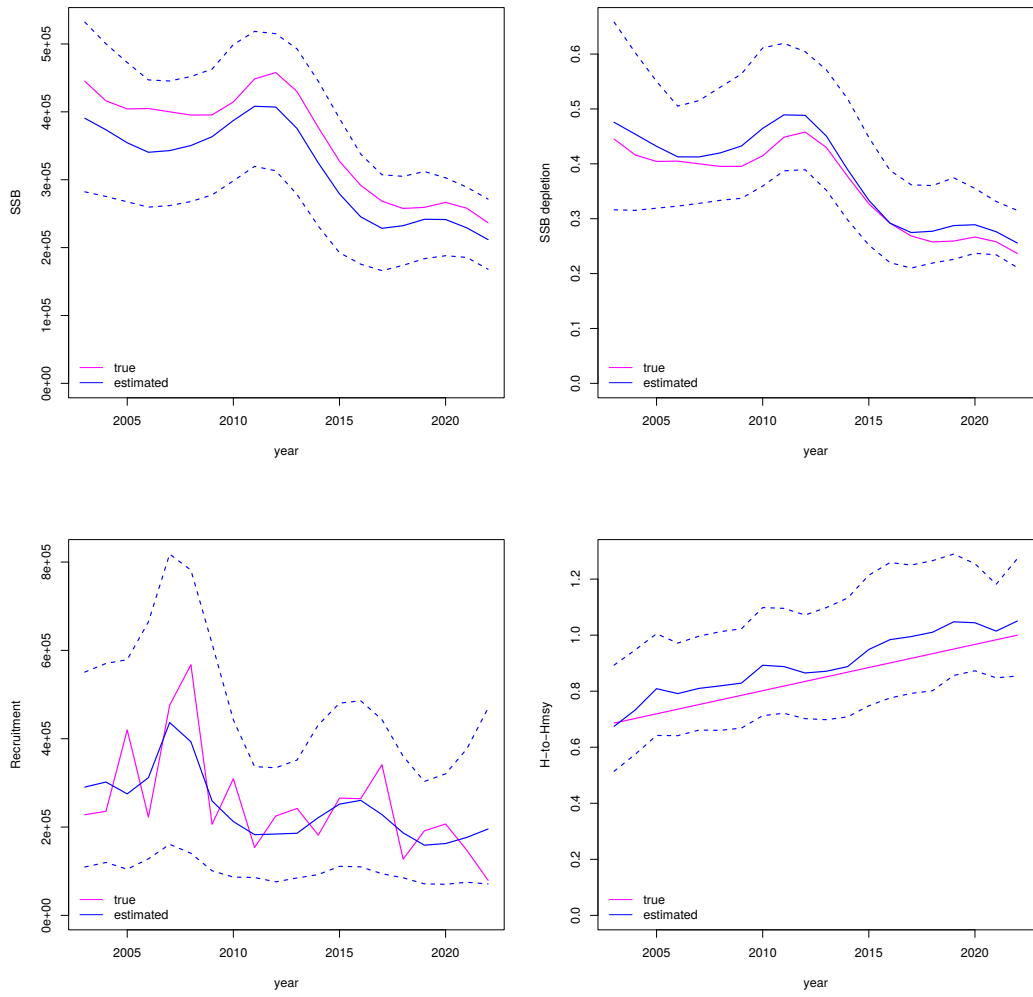 SSB
5e+05
4e+05
3e+05
2e+05
1e+05
0e+00
true
estimated
2005 2010 2015 2020
year
SSB depletion
0.6
0.5
0.4
0.3
0.2
0.1
0.0
true
estimated
2005 2010 2015 2020
year
Recruitment
8e+05
6e+05
4e+05
2e+05
0e+00
true
estimated
2005 2010 2015 2020
year
H-to-Hmsy
1.2
1.0
0.8
0.6
0.4
0.2
0.0
true
estimated
2005 2010 2015 2020
year